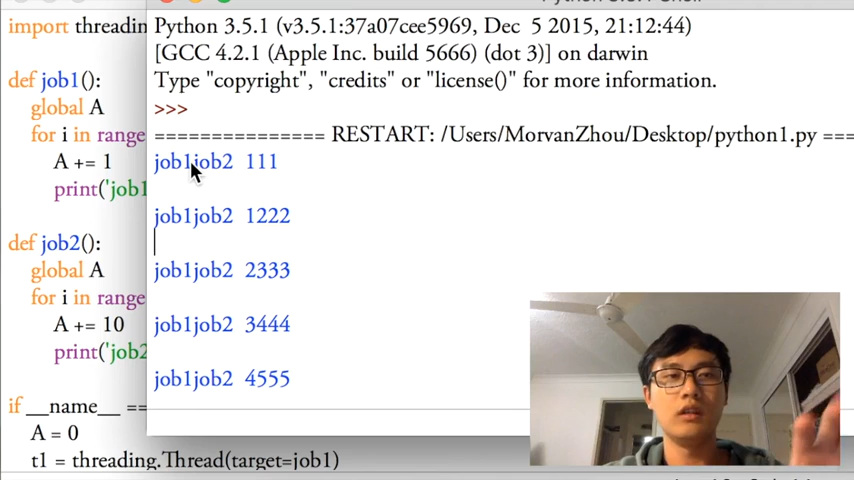 import threadin
def job1():
global A
for i in range
A += 1
print('job1
def job2():
global A
for i in range
A += 10
print('job2
if __name__ ==
A = 0
t1 = threading.Thread(target=job1)
Python 3.5.1 (v3.5.1:37a07cee5969, Dec 5 2015, 21:12:44)
[GCC 4.2.1 (Apple Inc. build 5666) (dot 3)] on darwin
Type "copyright", "credits" or "license()" for more information.
>>>
=============== RESTART: /Users/MorvanZhou/Desktop/python1.py ===
job1job2 111
job1job2 1222
job1job2 2333
job1job2 3444
job1job2 4555